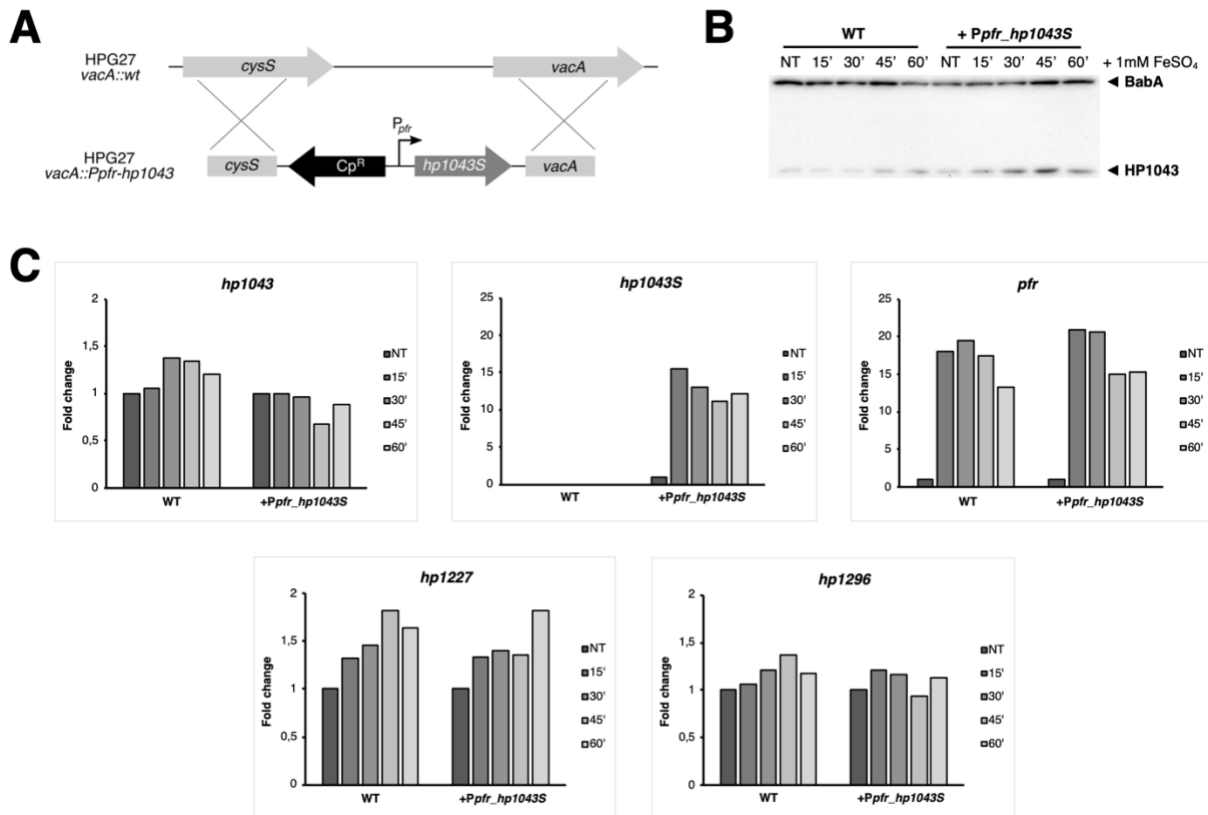 A
HPG27
vacA::wt
cysS
vacA
Ppfr
HPG27
vacA::Ppfr-hp1043
cysS
CpR
hp1043S
vacA
B
WT
+ Ppfr_hp1043S
NT 15' 30' 45' 60' NT 15' 30' 45' 60' + 1mM FeSO4
BabA
HP1043
C
hp1043
Fold change
2
1,5
1
0,5
0
WT
+Ppfr_hp1043S
NT
15'
30'
45'
60'
hp1043S
Fold change
25
20
15
10
5
0
WT
+Ppfr_hp1043S
NT
15'
30'
45'
60'
pfr
Fold change
25
20
15
10
5
0
WT
+Ppfr_hp1043S
NT
15'
30'
45'
60'
hp1227
Fold change
2
1,5
1
0,5
0
WT
+Ppfr_hp1043S
NT
15'
30'
45'
60'
hp1296
Fold change
2
1,5
1
0,5
0
WT
+Ppfr_hp1043S
NT
15'
30'
45'
60'